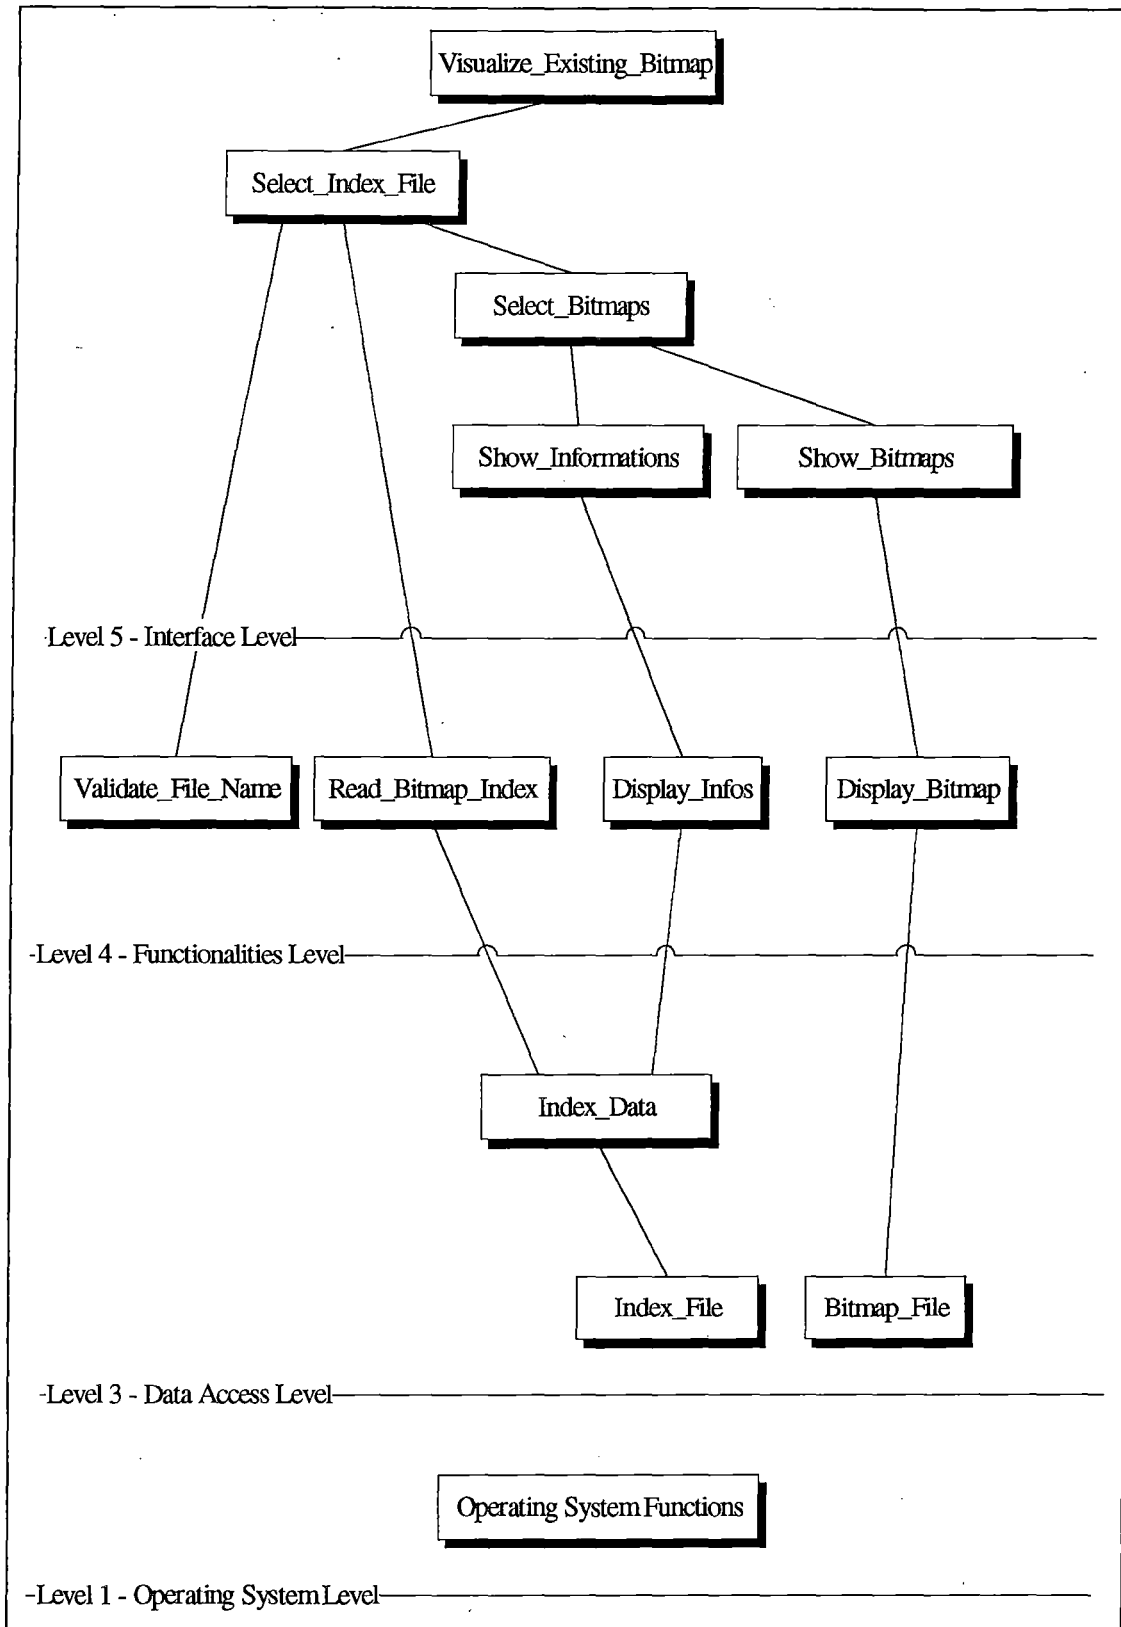 Visualize_Existing_Bitmap
Select_Index_File
Select_Bitmaps
Show_Informations
Show_Bitmaps
Level 5 - Interface Level
Validate_File_Name
Read_Bitmap_Index
Display_Infos
Display_Bitmap
Level 4 - Functionalities Level
Index_Data
Index_File
Bitmap_File
Level 3 - Data Access Level
Operating System Functions
Level 1 - Operating System Level